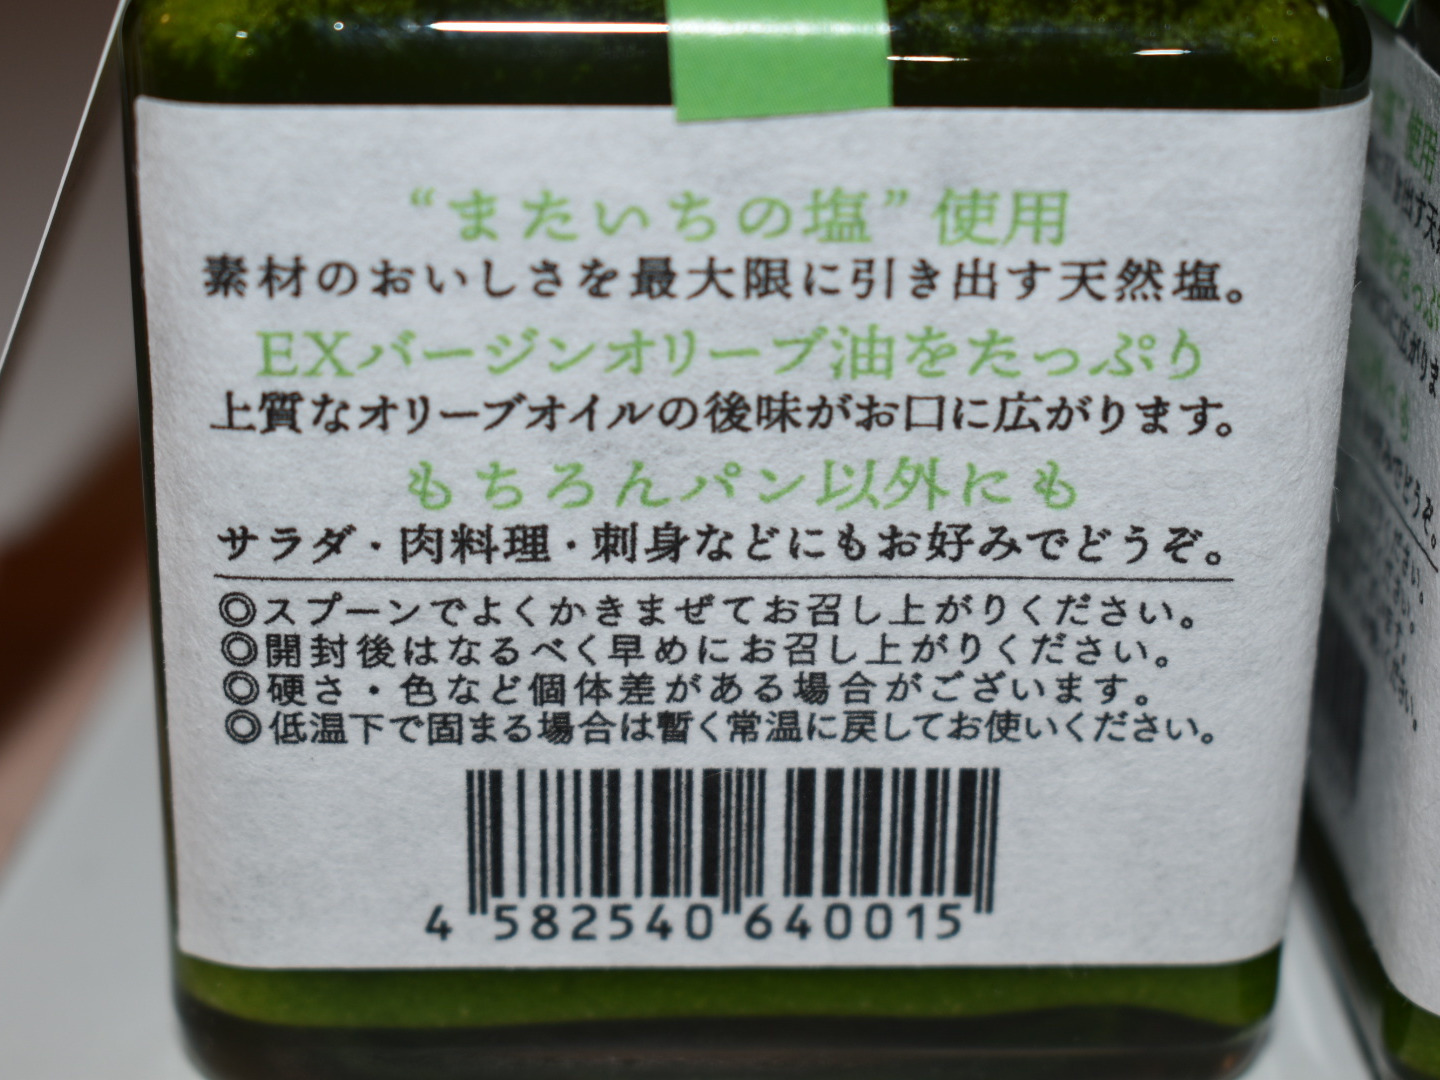 “またいちの塩” 使用
素材のおいしさを最大限に引き出す天然塩。
EXバージンオリーブ油をたっぷり
上質なオリーブオイルの後味がお口に広がります。
もちろんパン以外にも
サラダ・肉料理・刺身などにもお好みでどうぞ。
◎スプーンでよくかきまぜてお召し上がりください。
◎開封後はなるべく早めにお召し上がりください。
◎硬さ・色など個体差がある場合がございます。
◎低温下で固まる場合は暫く常温に戻してお使いください。
4 582540 640015